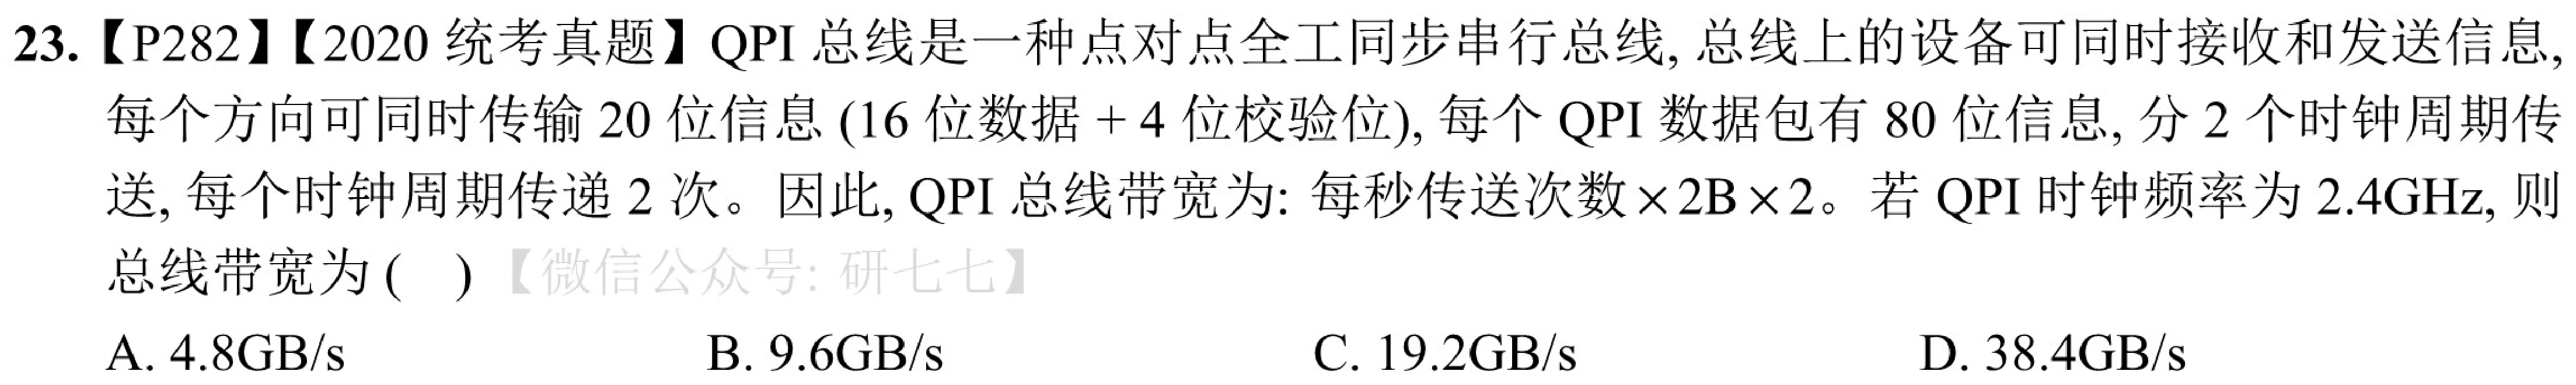 23.【P282】【2020 统考真题】QPI 总线是一种点对点全工同步串行总线, 总线上的设备可同时接收和发送信息,
每个方向可同时传输 20 位信息 (16 位数据 + 4 位校验位), 每个 QPI 数据包有 80 位信息, 分 2 个时钟周期传
送, 每个时钟周期传递 2 次。因此, QPI 总线带宽为: 每秒传送次数×2B×2。若 QPI 时钟频率为 2.4GHz, 则
总线带宽为 (    ) 【微信公众号: 研七七】
A. 4.8GB/s    B. 9.6GB/s    C. 19.2GB/s    D. 38.4GB/s